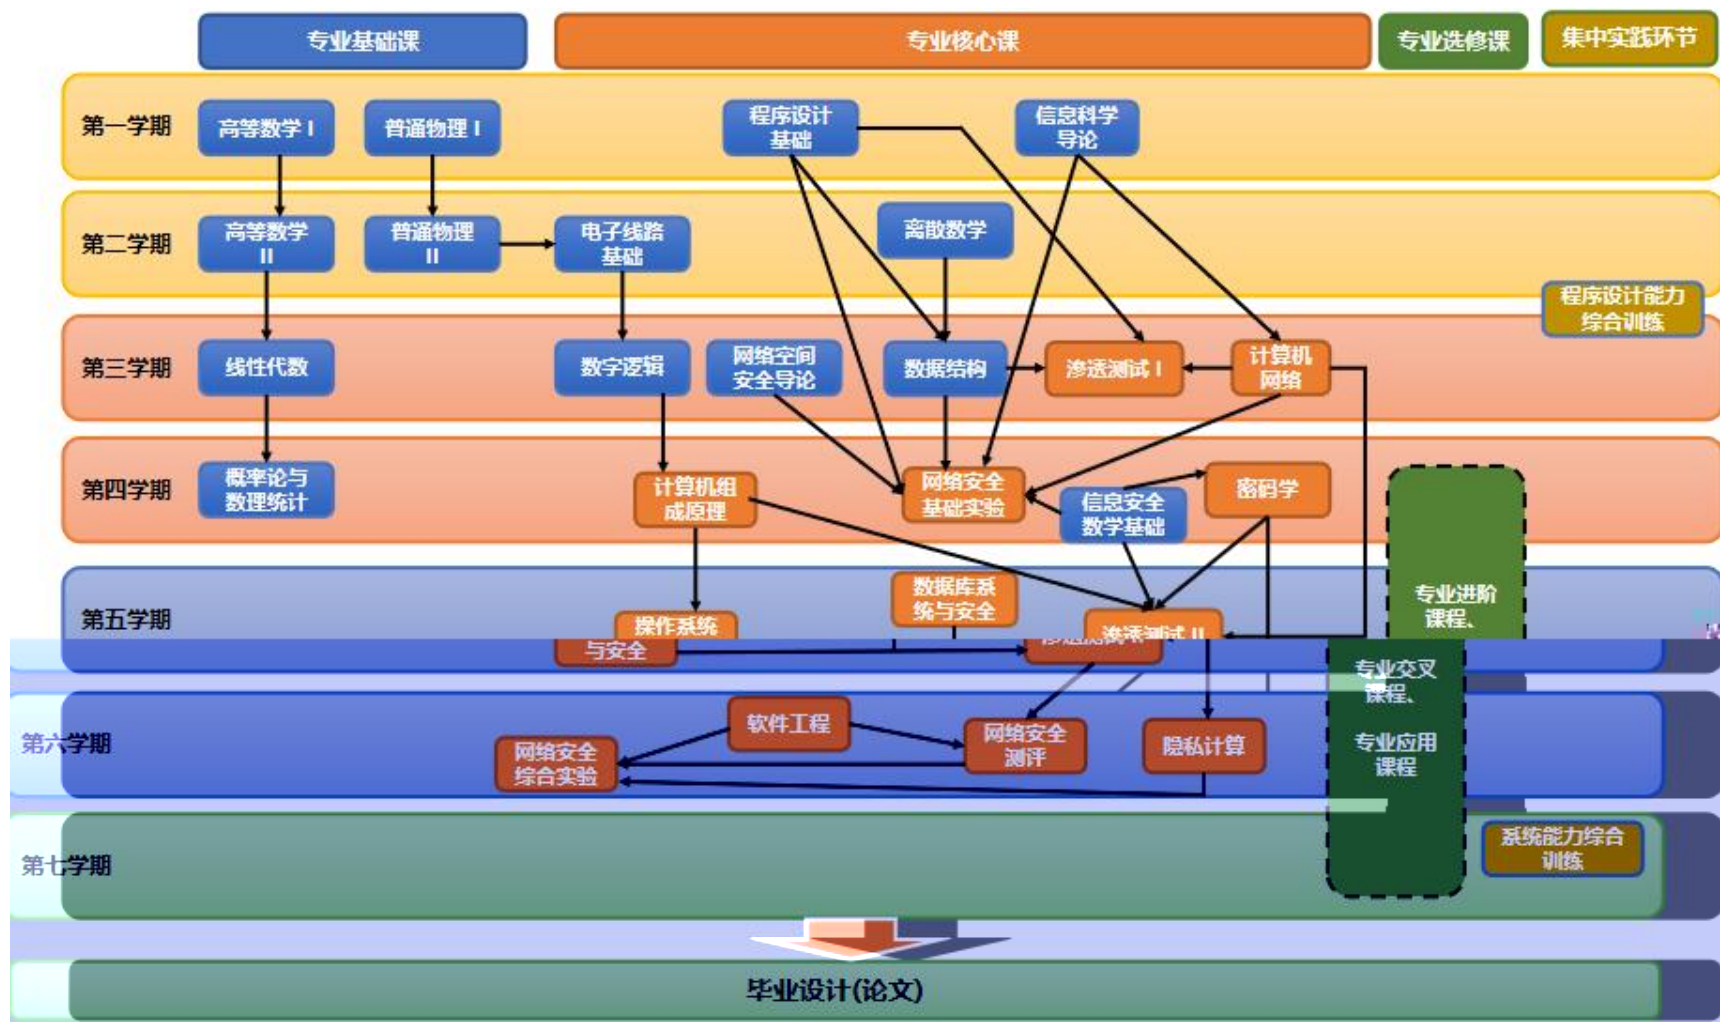 专业基础课
专业核心课
专业选修课
集中实践环节
第一学期
高等数学 I
普通物理 I
程序设计
基础
信息科学
导论
第二学期
高等数学
II
普通物理
II
电子线路
基础
离散数学
程序设计能力
综合训练
第三学期
线性代数
数字逻辑
网络空间
安全导论
数据结构
渗透测试 I
计算机
网络
第四学期
概率论与
数理统计
计算机组
成原理
网络安全
基础实验
信息安全
数学基础
密码学
第五学期
操作系统
与安全
数据库系
统与安全
渗透测试 II
专业进阶
课程、
专业交叉
课程、
专业应用
课程
第六学期
网络安全
综合实验
软件工程
网络安全
测评
隐私计算
第七学期
系统能力综合
训练
毕业设计(论文)